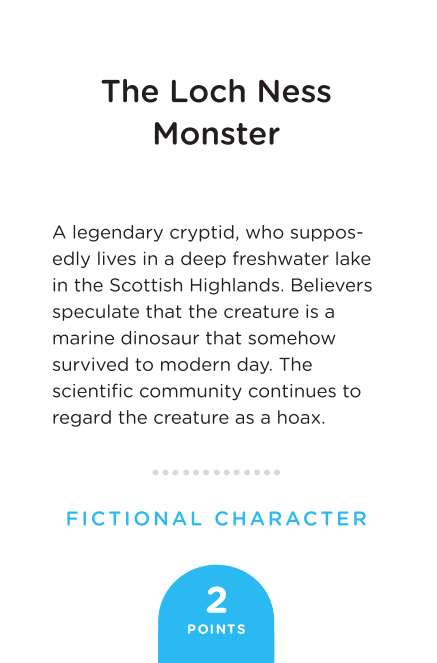 The Loch Ness
Monster
A legendary cryptid, who suppos-
edly lives in a deep freshwater lake
in the Scottish Highlands. Believers
speculate that the creature is a
marine dinosaur that somehow
survived to modern day. The
scientific community continues to
regard the creature as a hoax.
FICTIONAL CHARACTER
2
POINTS